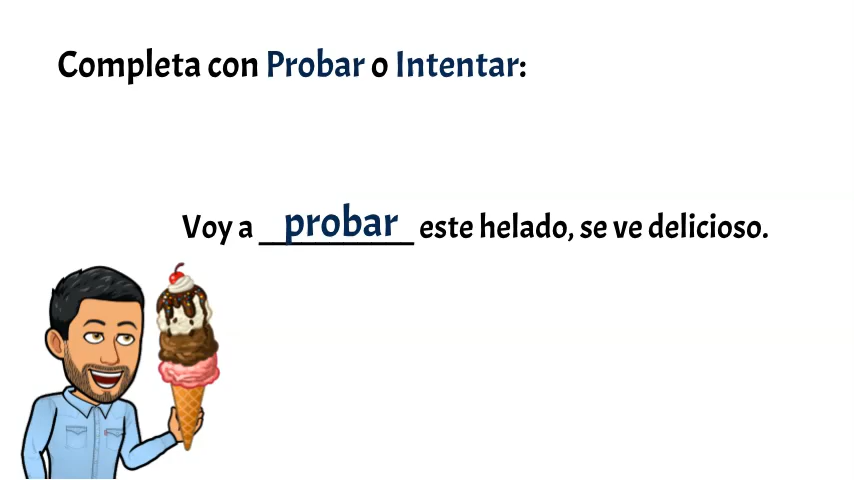 Completa con Probar o Intentar:
Voy a probar este helado, se ve delicioso.